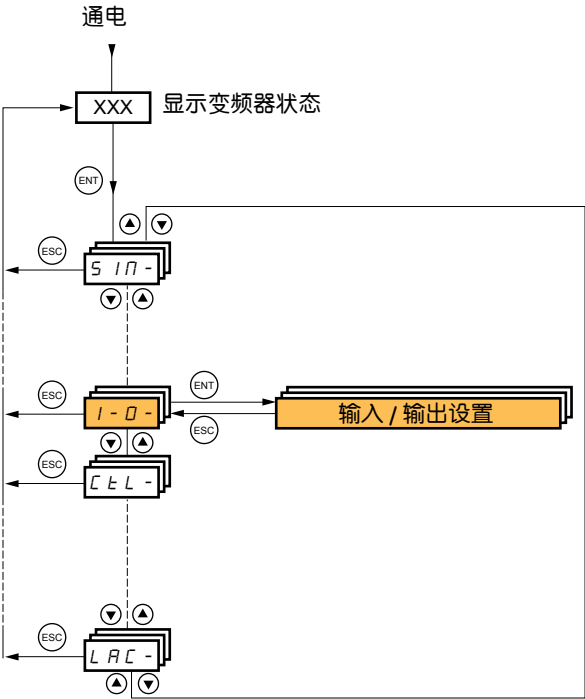 通电
XXX 显示变频器状态
ENT
ESC
SIM-
ESC
I-O-
ENT
ESC
输入 / 输出设置
ESC
CtL-
ESC
LAC-